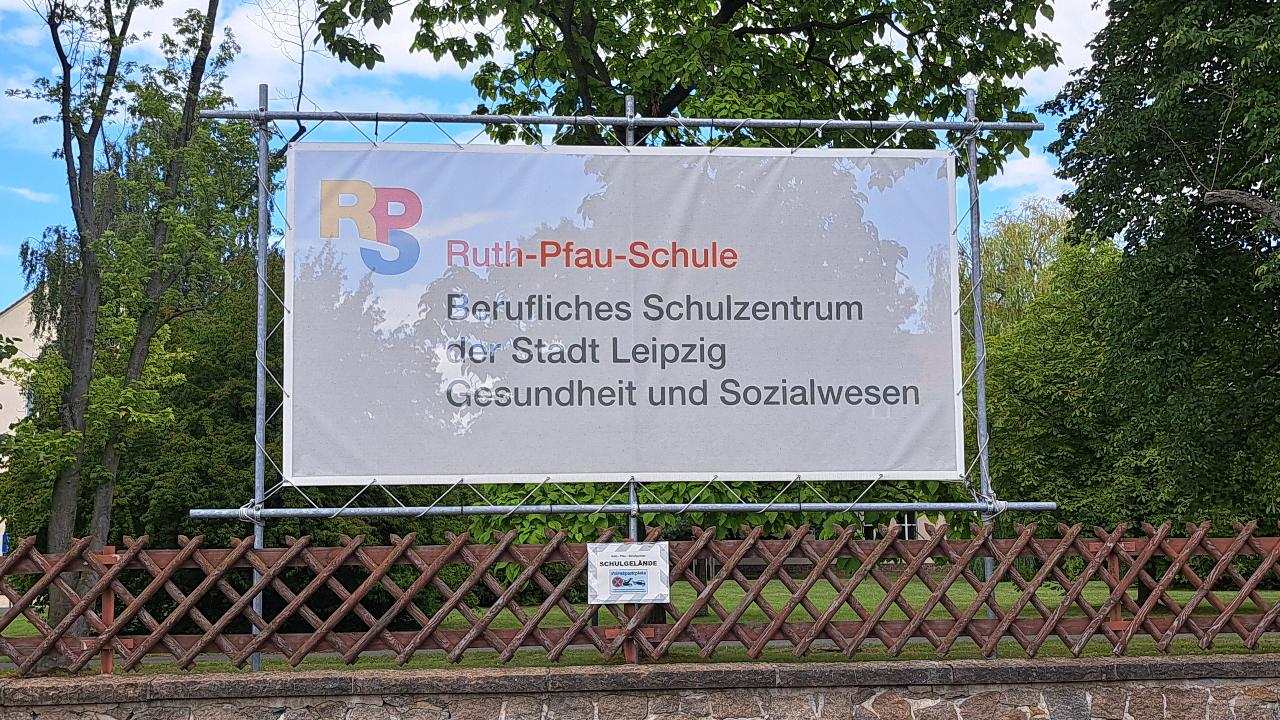 RPS
Ruth-Pfau-Schule
Berufliches Schulzentrum
der Stadt Leipzig
Gesundheit und Sozialwesen
SCHULGELÄNDE